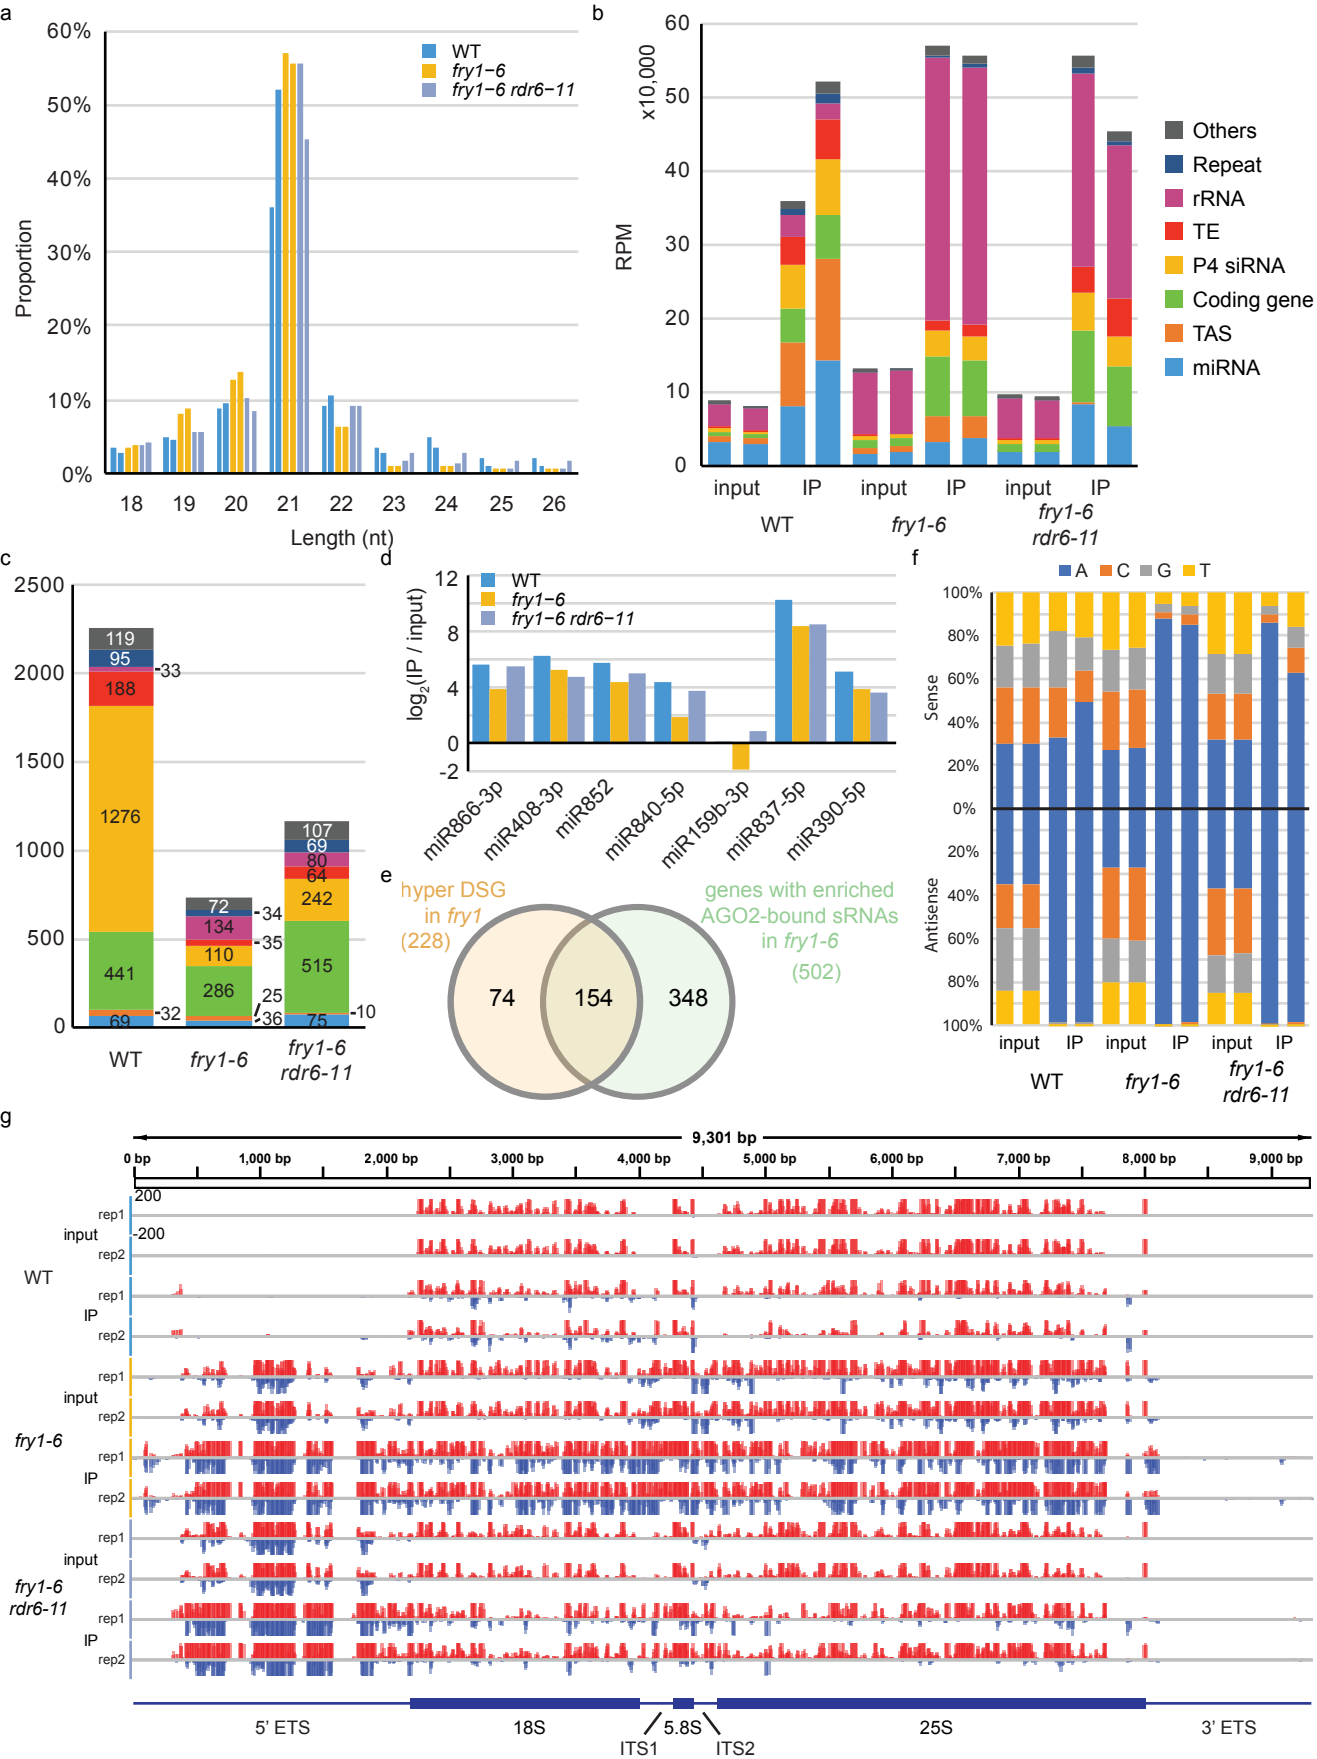 a
60%
50%
40%
30%
20%
10%
0%
Proportion
WT
fry1−6
fry1−6 rdr6−11
18 19 20 21 22 23 24 25 26
Length (nt)
b
x10,000
RPM
60
50
40
30
20
10
0
input IP input IP input IP
WT fry1-6 fry1-6
rdr6-11
Others
Repeat
rRNA
TE
P4 siRNA
Coding gene
TAS
miRNA
c
2500
2000
1500
1000
500
0
119
95
33
188
1276
441
32
69
72
34
134
35
110
286
25
36
107
69
80
64
242
515
10
75
WT fry1-6 fry1-6
rdr6-11
d
log2(IP / input)
12
8
4
0
-2
WT
fry1−6
fry1−6 rdr6−11
miR866-3p
miR408-3p
miR852
miR840-5p
miR159b-3p
miR837-5p
miR390-5p
e
hyper DSG
in fry1
(228)
genes with enriched
AGO2-bound sRNAs
in fry1-6
(502)
74 154 348
f
A C G T
100%
80%
60%
40%
20%
0%
20%
40%
60%
80%
100%
Sense
Antisense
input IP input IP input IP
WT fry1-6 fry1-6
rdr6-11
g
9,301 bp
0 bp 1,000 bp 2,000 bp 3,000 bp 4,000 bp 5,000 bp 6,000 bp 7,000 bp 8,000 bp 9,000 bp
200
-200
WT
input
rep1
rep2
IP
rep1
rep2
fry1-6
input
rep1
rep2
IP
rep1
rep2
fry1-6
rdr6-11
input
rep1
rep2
IP
rep1
rep2
5’ ETS 18S ITS1 5.8S ITS2 25S 3’ ETS